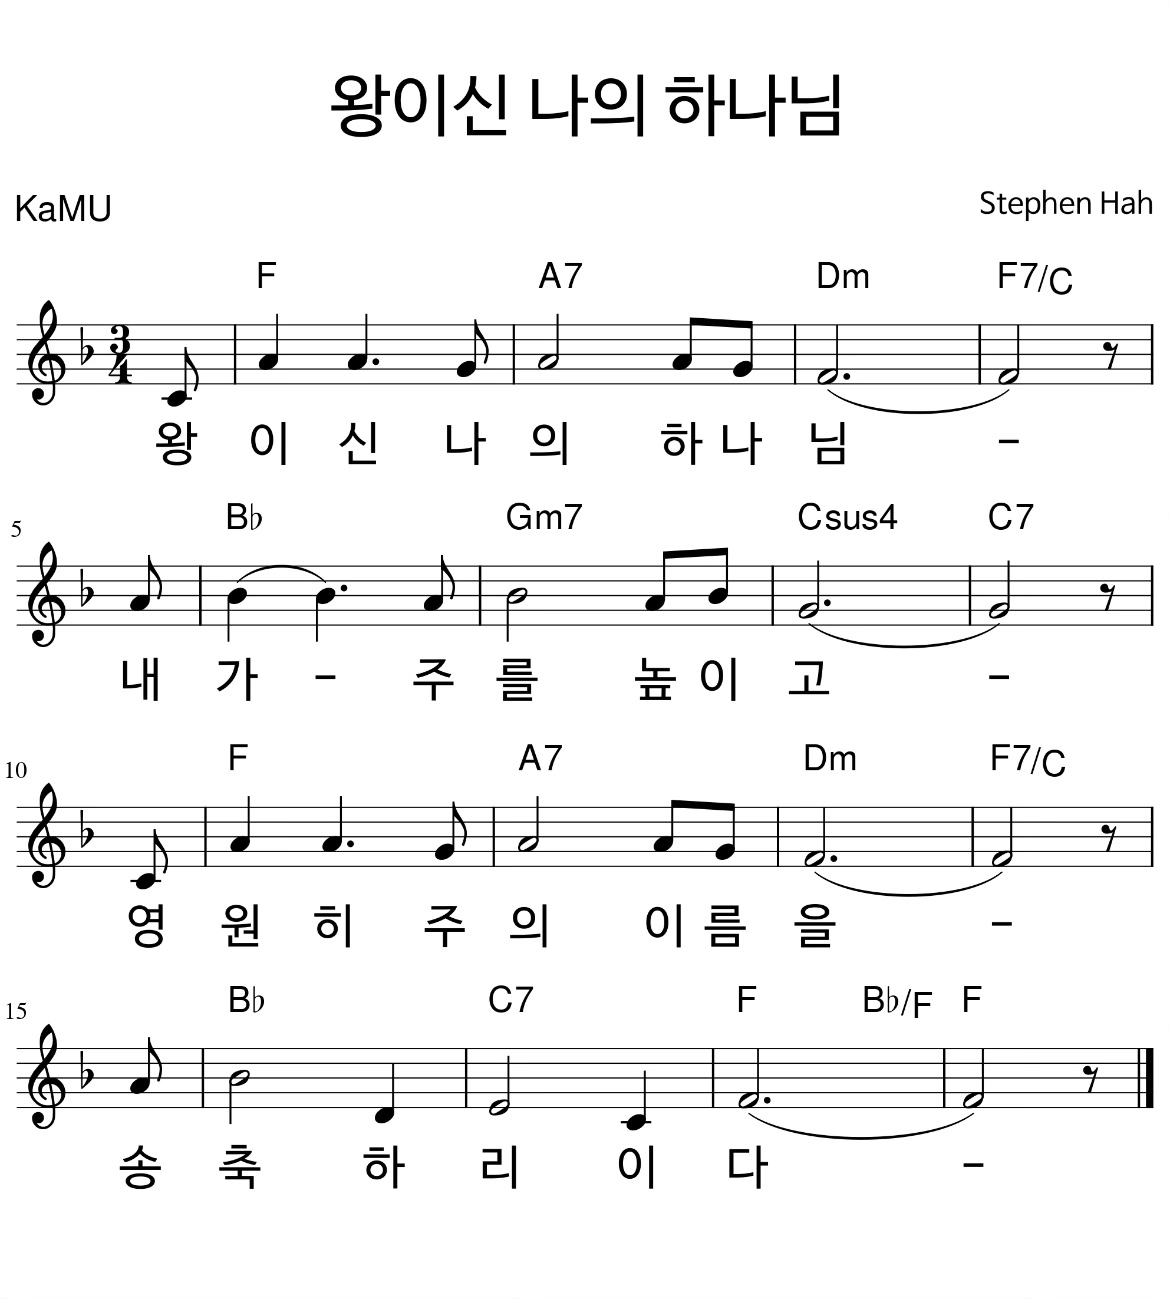 왕이신 나의 하나님
KaMU
Stephen Hah
F A7 Dm F7/C
3
4
왕 이 신 나 의 하 나 님 -
5
B♭ Gm7 Csus4 C7
내 가 - 주 를 높 이 고 -
10
F A7 Dm F7/C
영 원 히 주 의 이 름 을 -
15
B♭ C7 F B♭/F F
송 축 하 리 이 다 -